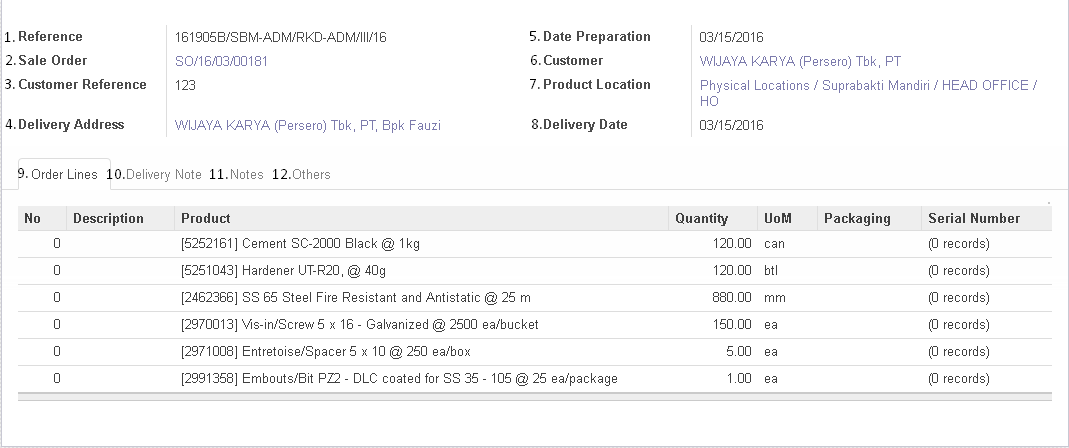 1. Reference 161905B/SBM-ADM/RKD-ADM/III/16 5. Date Preparation 03/15/2016
2. Sale Order SO/16/03/00181 6. Customer WIJAYA KARYA (Persero) Tbk, PT
3. Customer Reference 123 7. Product Location Physical Locations / Suprabakti Mandiri / HEAD OFFICE /
HO
4. Delivery Address WIJAYA KARYA (Persero) Tbk, PT, Bpk Fauzi 8. Delivery Date 03/15/2016
9. Order Lines 10. Delivery Note 11. Notes 12. Others
No Description Product Quantity UoM Packaging Serial Number
0 [5252161] Cement SC-2000 Black @ 1kg 120.00 can (0 records)
0 [5251043] Hardener UT-R20, @ 40g 120.00 btl (0 records)
0 [2462366] SS 65 Steel Fire Resistant and Antistatic @ 25 m 880.00 mm (0 records)
0 [2970013] Vis-in/Screw 5 x 16 - Galvanized @ 2500 ea/bucket 150.00 ea (0 records)
0 [2971008] Entretoise/Spacer 5 x 10 @ 250 ea/box 5.00 ea (0 records)
0 [2991358] Embouts/Bit PZ2 - DLC coated for SS 35 - 105 @ 25 ea/package 1.00 ea (0 records)